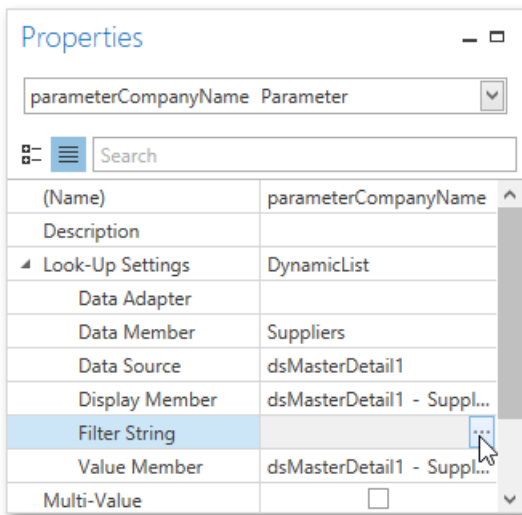 Properties
parameterCompanyName Parameter
Search
(Name) parameterCompanyName
Description
Look-Up Settings DynamicList
Data Adapter
Data Member Suppliers
Data Source dsMasterDetail1
Display Member dsMasterDetail1 - Suppl...
Filter String ...
Value Member dsMasterDetail1 - Suppl...
Multi-Value